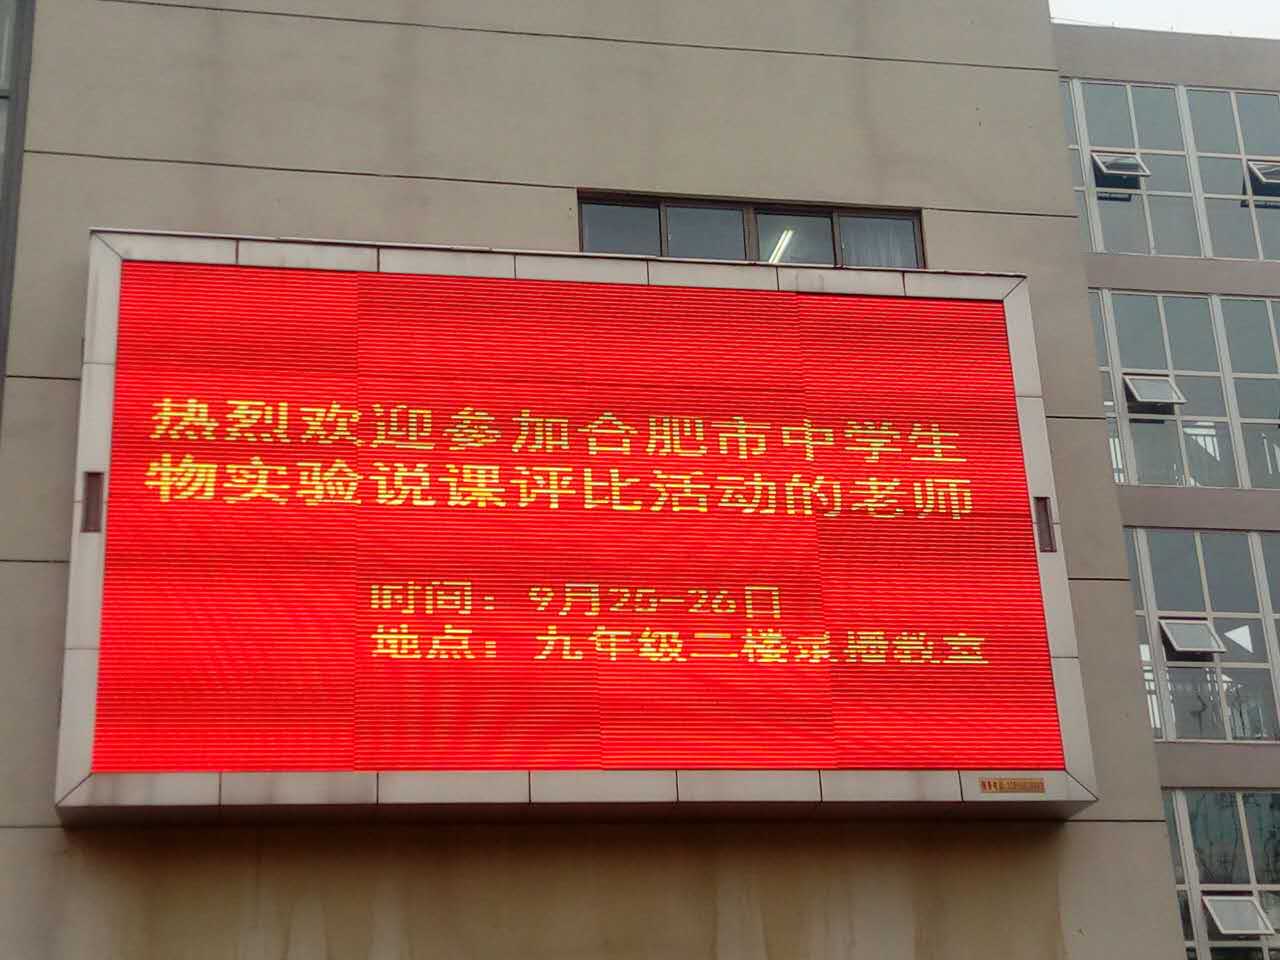 热烈欢迎参加合肥市中学生
物实验说课评比活动的老师
时间：9月25-26日
地点：九年级二楼录播教室